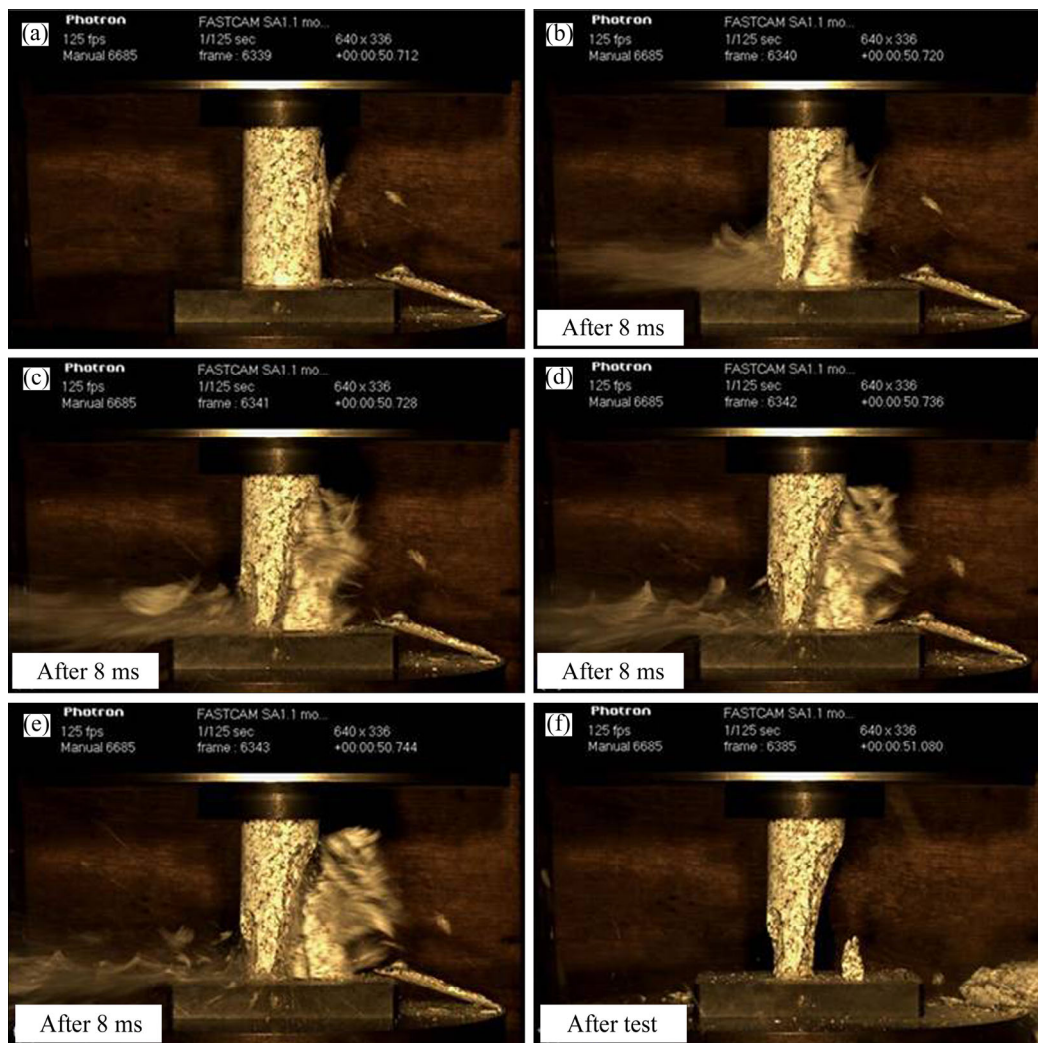 (a)
Photron
125 fps
Manual 6685
FASTCAM SA1.1 mo...
1/125 sec
frame : 6339
640 x 336
+00:00:50.712
(b)
Photron
125 fps
Manual 6685
FASTCAM SA1.1 mo...
1/125 sec
frame : 6340
640 x 336
+00:00:50.720
After 8 ms
(c)
Photron
125 fps
Manual 6685
FASTCAM SA1.1 mo...
1/125 sec
frame : 6341
640 x 336
+00:00:50.728
After 8 ms
(d)
Photron
125 fps
Manual 6685
FASTCAM SA1.1 mo...
1/125 sec
frame : 6342
640 x 336
+00:00:50.736
After 8 ms
(e)
Photron
125 fps
Manual 6685
FASTCAM SA1.1 mo...
1/125 sec
frame : 6343
640 x 336
+00:00:50.744
After 8 ms
(f)
Photron
125 fps
Manual 6685
FASTCAM SA1.1 mo...
1/125 sec
frame : 6385
640 x 336
+00:00:51.080
After test